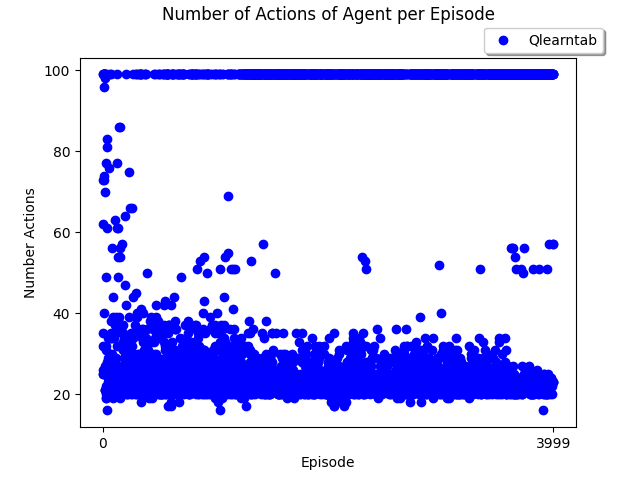 Number of Actions of Agent per Episode
Qlearntab
100
80
60
40
20
Number Actions
0
3999
Episode